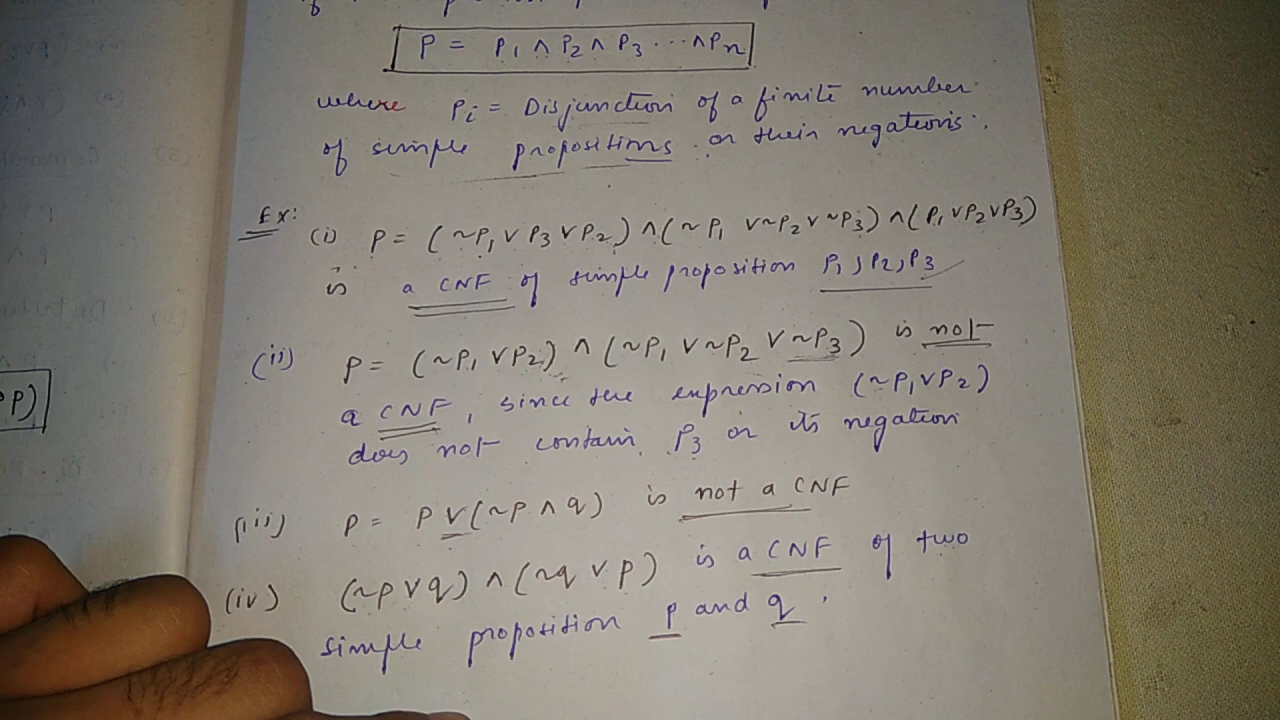 P = P₁ ∧ P₂ ∧ P₃ ... ∧ Pₙ
where Pᵢ = Disjunction of a finite number
of simple propositions or their negations.
Ex: (i) P = (~P₁ ∨ P₃ ∨ P₂) ∧ (~P₁ ∨ ~P₂ ∨ ~P₃) ∧ (P₁ ∨ P₂ ∨ P₃)
is a CNF of simple proposition P₁, P₂, P₃
(ii) P = (~P₁ ∨ P₂) ∧ (~P₁ ∨ ~P₂ ∨ ~P₃) is not
a CNF, since the expression (~P₁ ∨ P₂)
does not contain P₃ or its negation
(iii) P = P ∨ (~P ∧ q) is not a CNF
(iv) (~p ∨ q) ∧ (~q ∨ p) is a CNF of two
simple proposition p and q.
P)